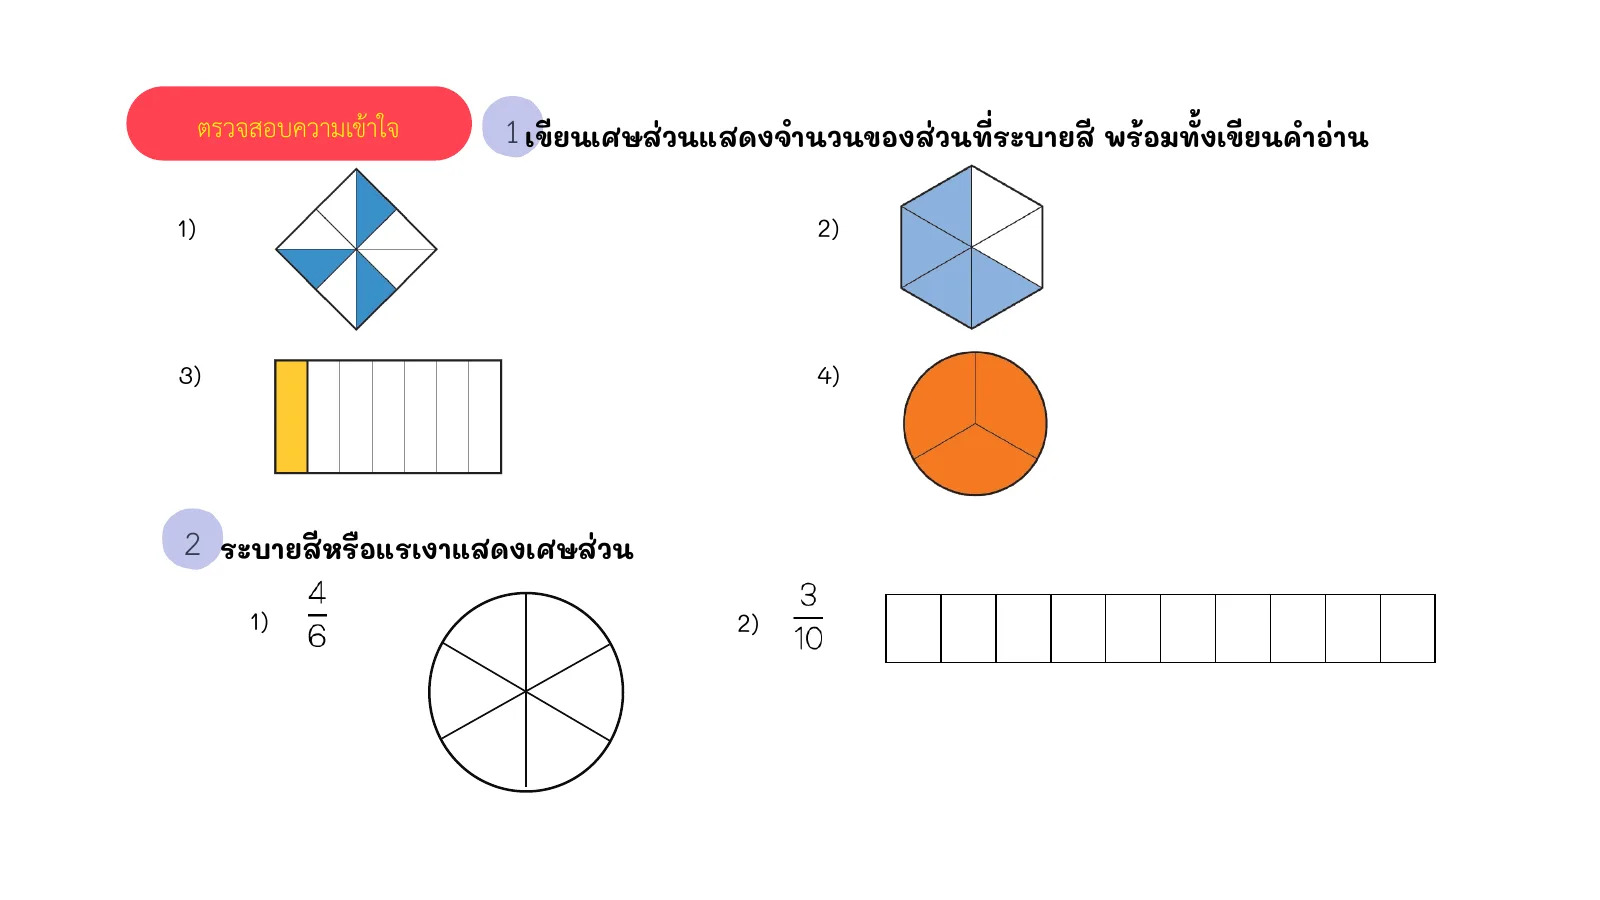 ตรวจสอบความเข้าใจ
1 เขียนเศษส่วนแสดงจำนวนของส่วนที่ระบายสี พร้อมทั้งเขียนคำอ่าน
1)
2)
3)
4)
2 ระบายสีหรือแรเงาแสดงเศษส่วน
1) 4/6
2) 3/10